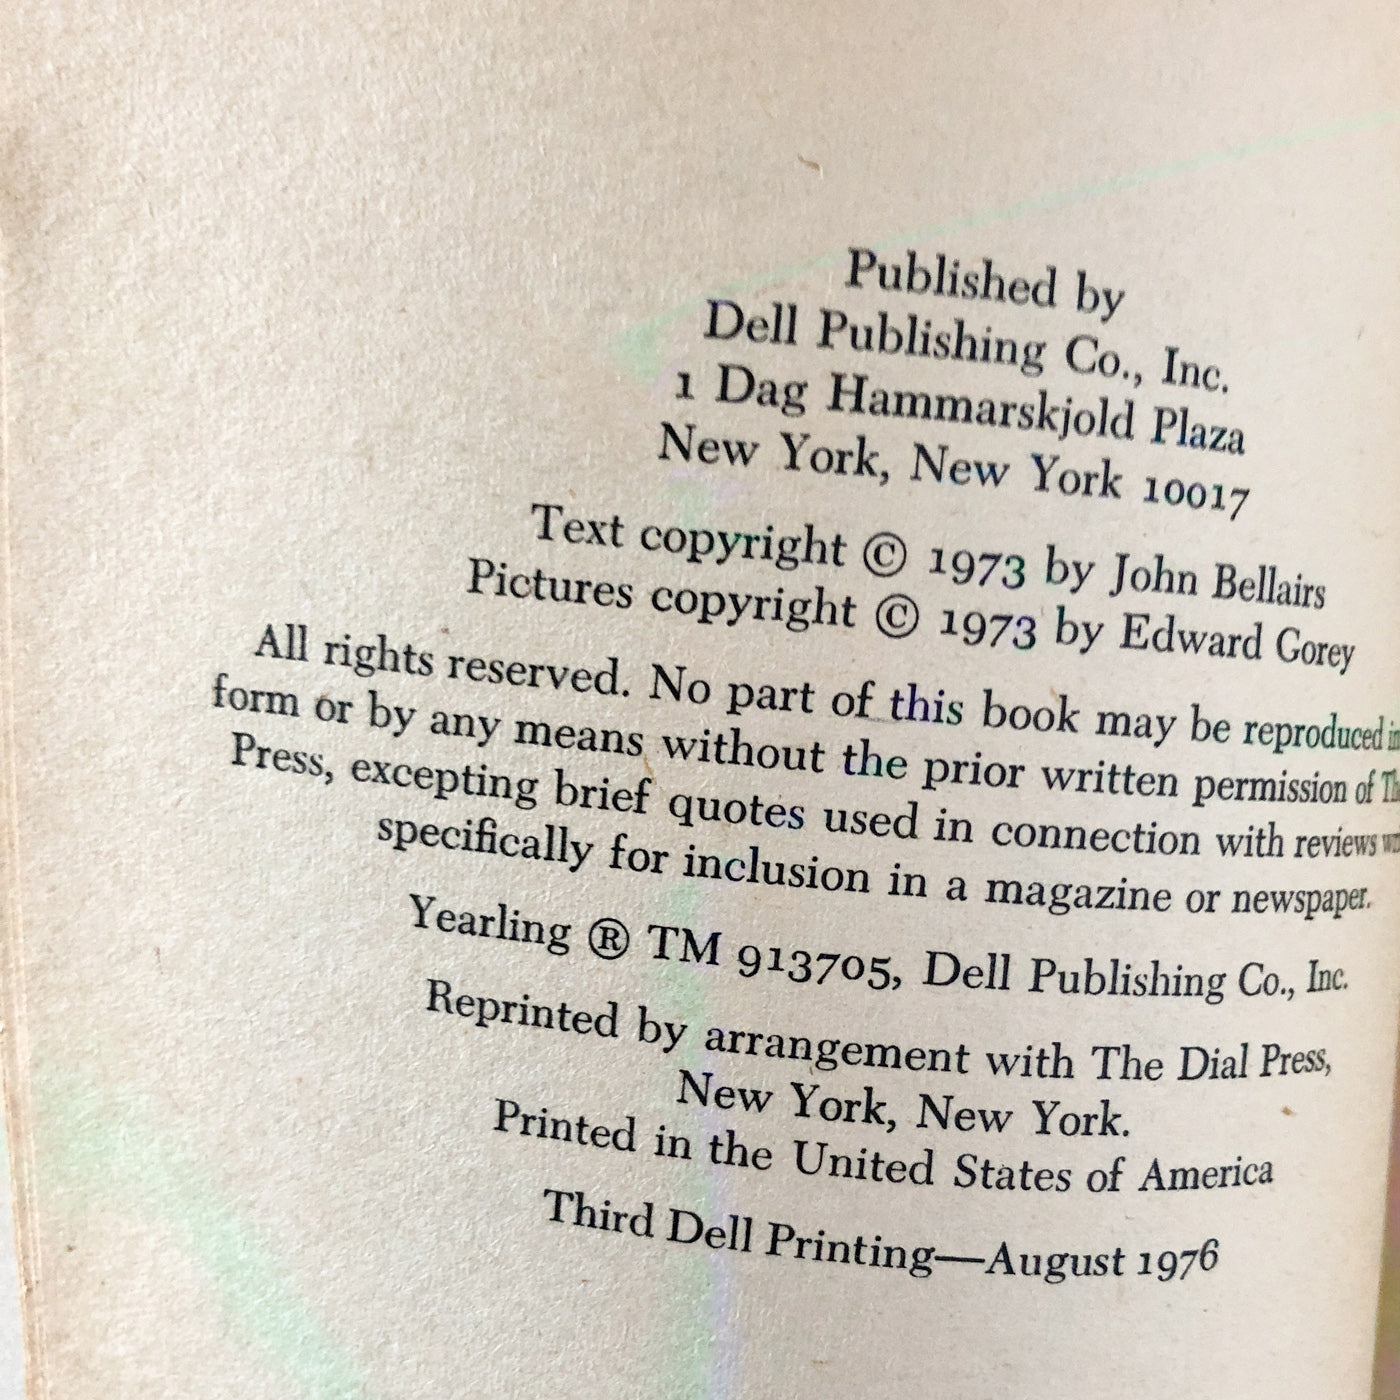 Published by
Dell Publishing Co., Inc.
1 Dag Hammarskjold Plaza
New York, New York 10017
Text copyright © 1973 by John Bellairs
Pictures copyright © 1973 by Edward Gorey
All rights reserved. No part of this book may be reproduced in
form or by any means without the prior written permission of
Press, excepting brief quotes used in connection with reviews
specifically for inclusion in a magazine or newspaper.
Yearling ® TM 913705, Dell Publishing Co., Inc.
Reprinted by arrangement with The Dial Press,
New York, New York.
Printed in the United States of America
Third Dell Printing—August 1976